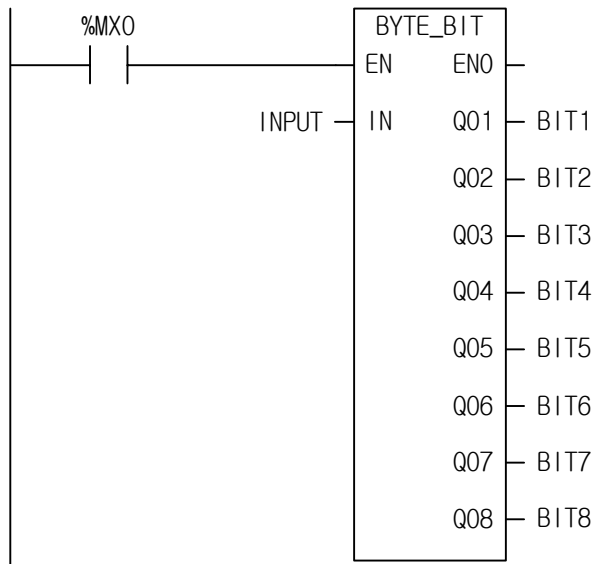 %MX0
BYTE_BIT
EN ENO
INPUT IN Q01 BIT1
Q02 BIT2
Q03 BIT3
Q04 BIT4
Q05 BIT5
Q06 BIT6
Q07 BIT7
Q08 BIT8